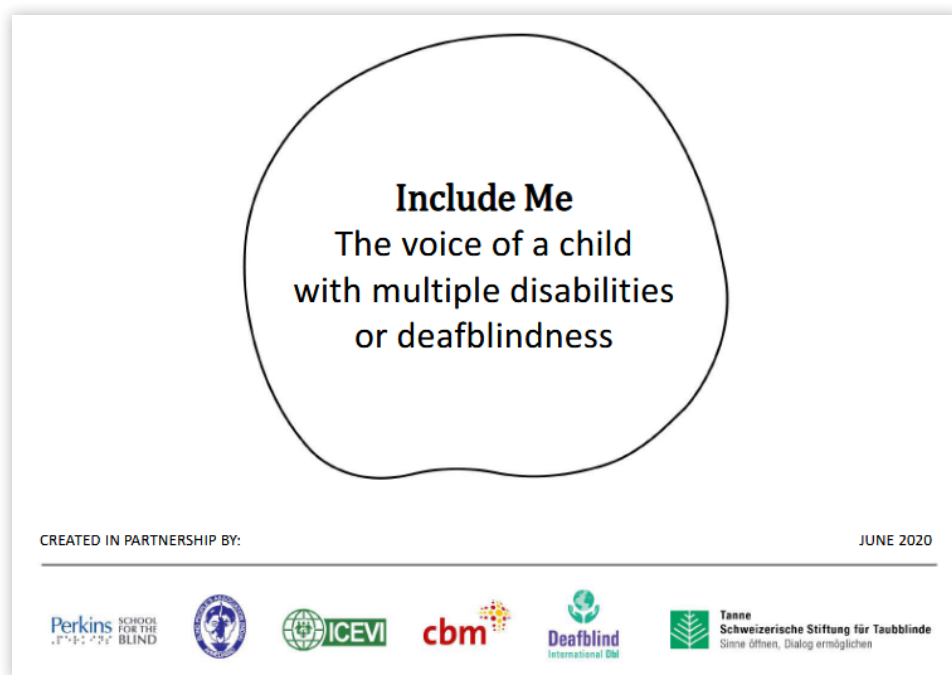 Include Me
The voice of a child
with multiple disabilities
or deafblindness
CREATED IN PARTNERSHIP BY:
JUNE 2020
Perkins SCHOOL FOR THE BLIND
ICEVI
cbm
Deafblind
International DbI
Tanne
Schweizerische Stiftung für Taubblinde
Sinne öffnen, Dialog ermöglichen